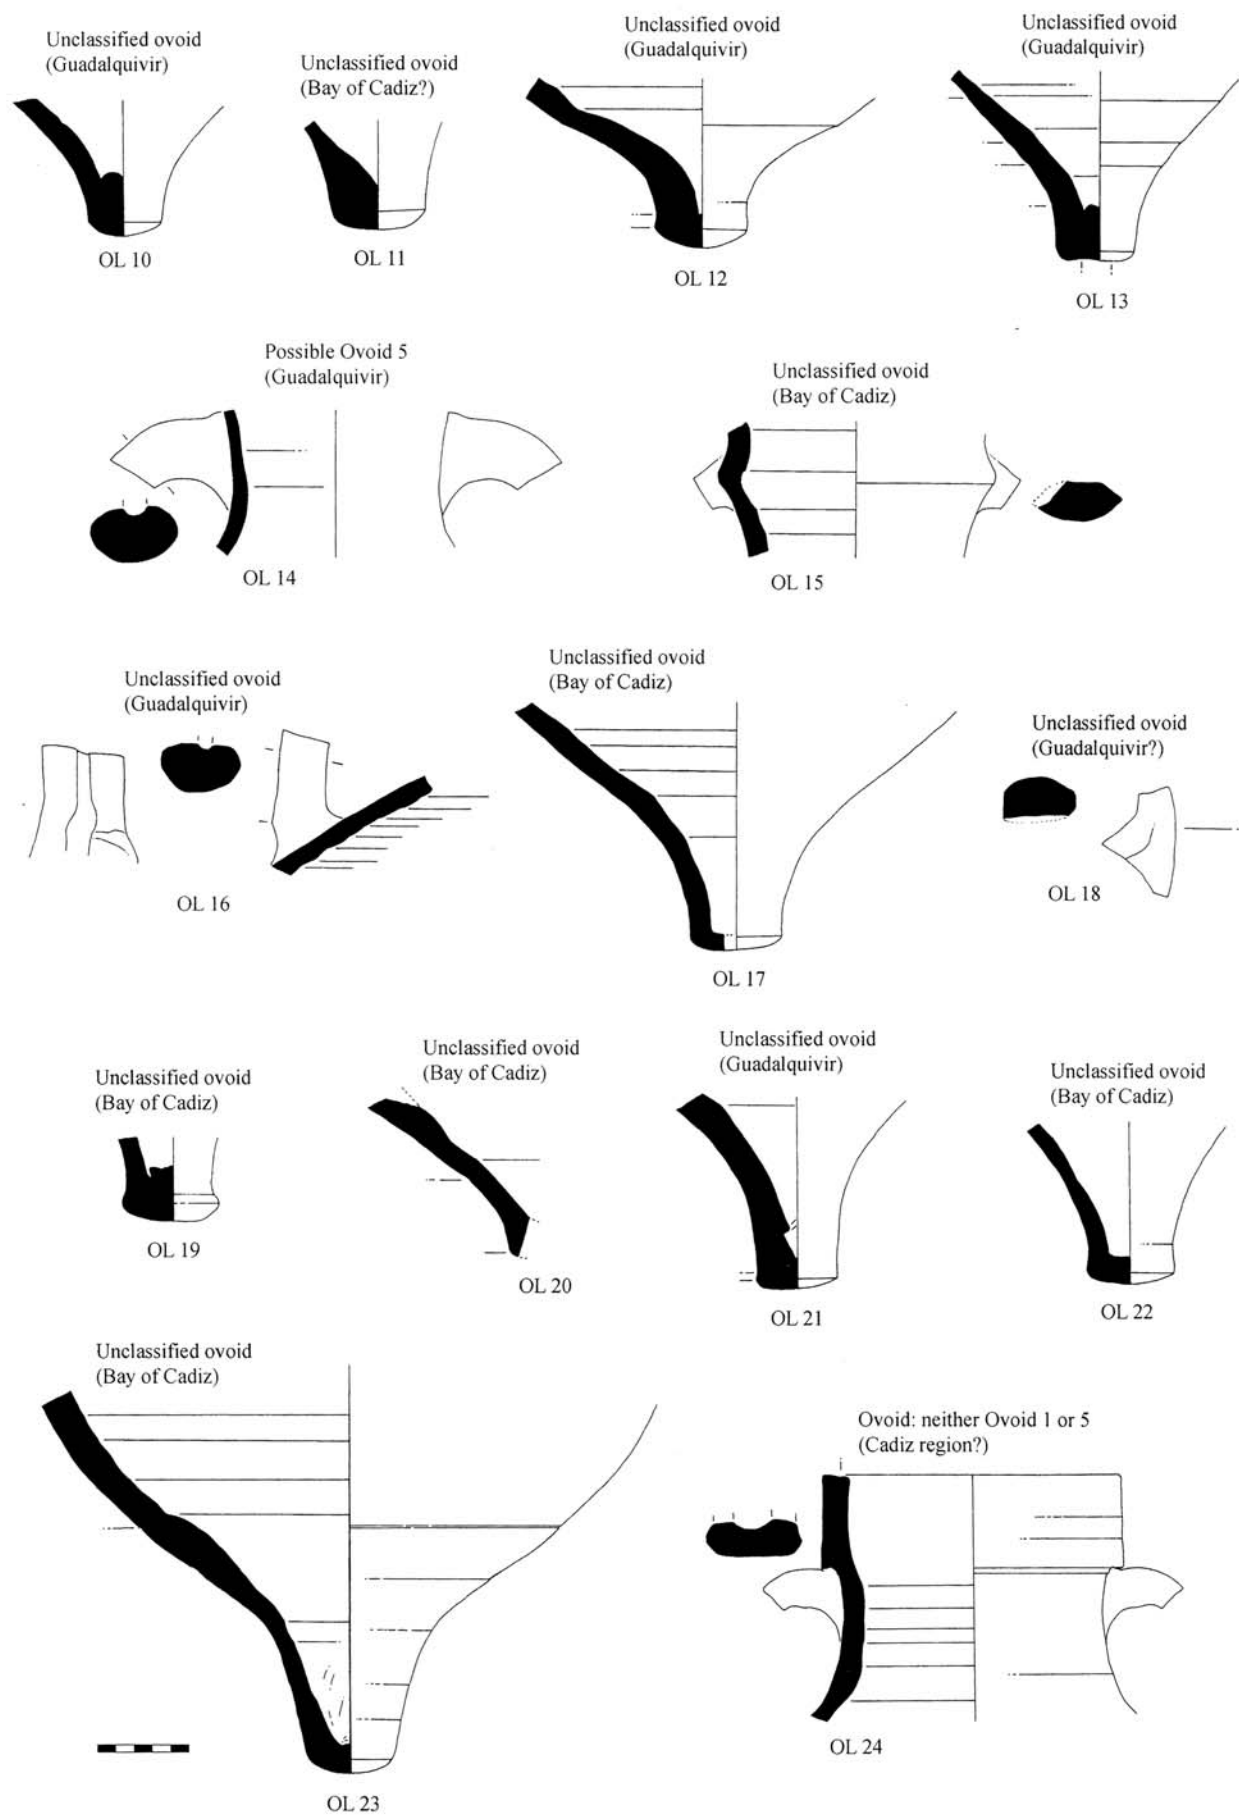 Unclassified ovoid
(Guadalquivir)
OL 10
Unclassified ovoid
(Bay of Cadiz?)
OL 11
Unclassified ovoid
(Guadalquivir)
OL 12
Unclassified ovoid
(Guadalquivir)
OL 13
Possible Ovoid 5
(Guadalquivir)
OL 14
Unclassified ovoid
(Bay of Cadiz)
OL 15
Unclassified ovoid
(Guadalquivir)
OL 16
Unclassified ovoid
(Bay of Cadiz)
OL 17
Unclassified ovoid
(Guadalquivir?)
OL 18
Unclassified ovoid
(Bay of Cadiz)
OL 19
Unclassified ovoid
(Bay of Cadiz)
OL 20
Unclassified ovoid
(Guadalquivir)
OL 21
Unclassified ovoid
(Bay of Cadiz)
OL 22
Unclassified ovoid
(Bay of Cadiz)
OL 23
Ovoid: neither Ovoid 1 or 5
(Cadiz region?)
OL 24